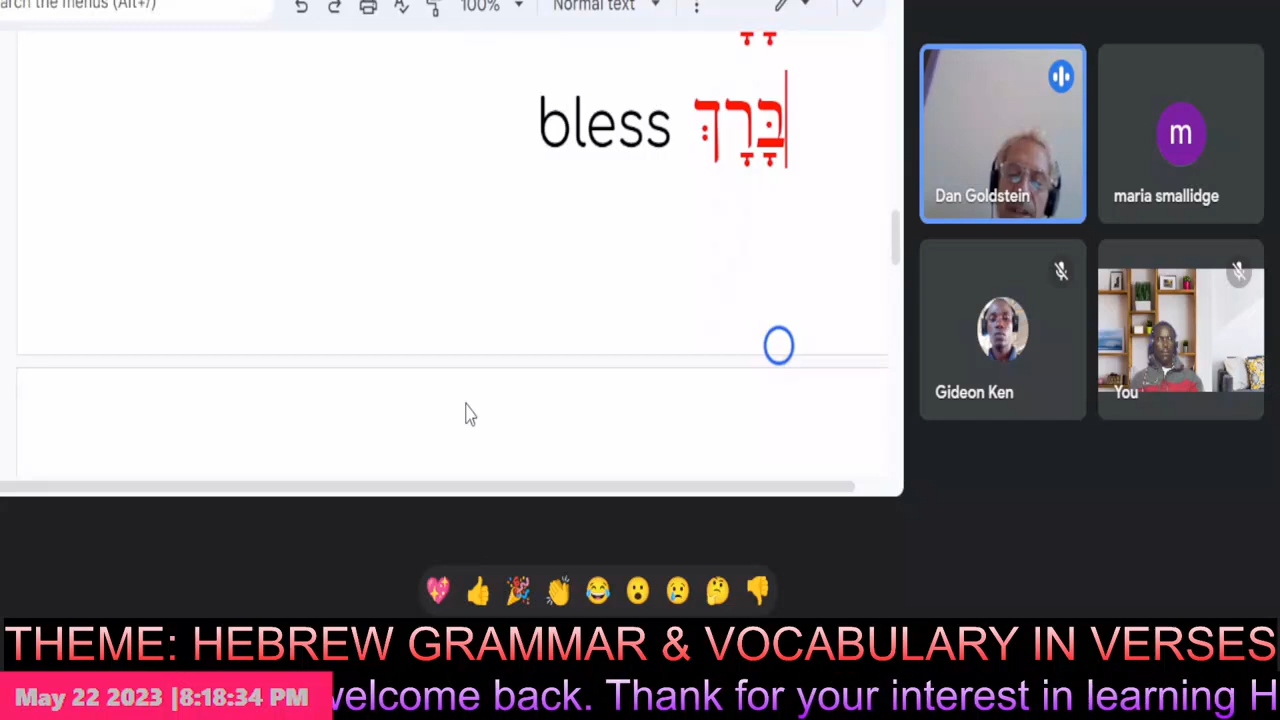 arch the menus (Alt+/)
100%
Normal text
bless בָּרָךְ
Dan Goldstein
m
maria smallidge
Gideon Ken
You
THEME: HEBREW GRAMMAR & VOCABULARY IN VERSES
May 22 2023 |8:18:34 PM
welcome back. Thank for your interest in learning H